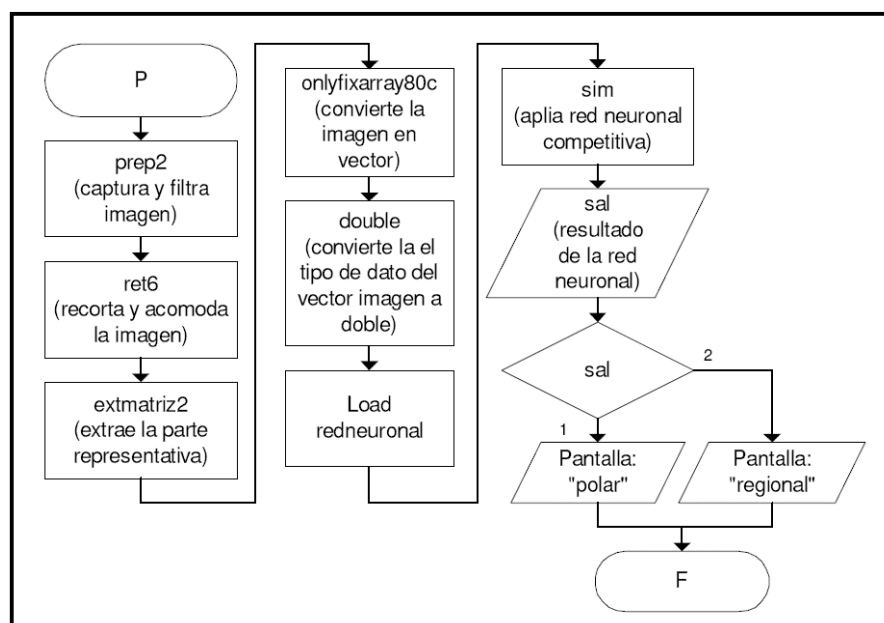 P
prep2
(captura y filtra
imagen)
ret6
(recorta y acomoda
la imagen)
extmatriz2
(extrae la parte
representativa)
onlyfixarray80c
(convierte la
imagen en
vector)
double
(convierte la el
tipo de dato del
vector imagen a
doble)
Load
redneuronal
sim
(aplia red neuronal
competitiva)
sal
(resultado
de la red
neuronal)
sal
2
1
Pantalla:
"polar"
Pantalla:
"regional"
F